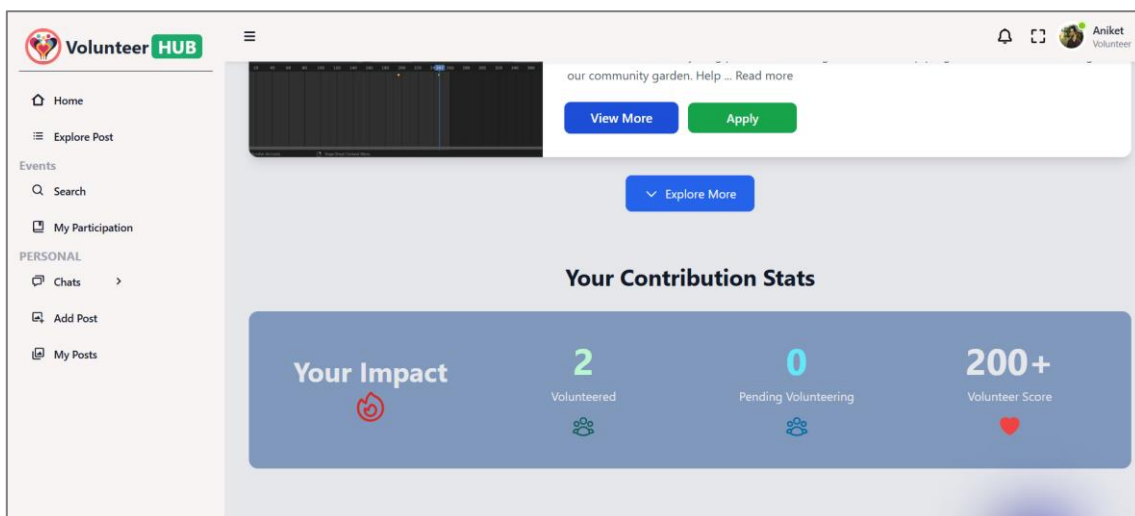 Volunteer HUB
Home
Explore Post
Events
Search
My Participation
PERSONAL
Chats
Add Post
My Posts
Aniket
Volunteer
our community garden. Help ... Read more
View More
Apply
Explore More
Your Contribution Stats
Your Impact
2
Volunteered
0
Pending Volunteering
200+
Volunteer Score